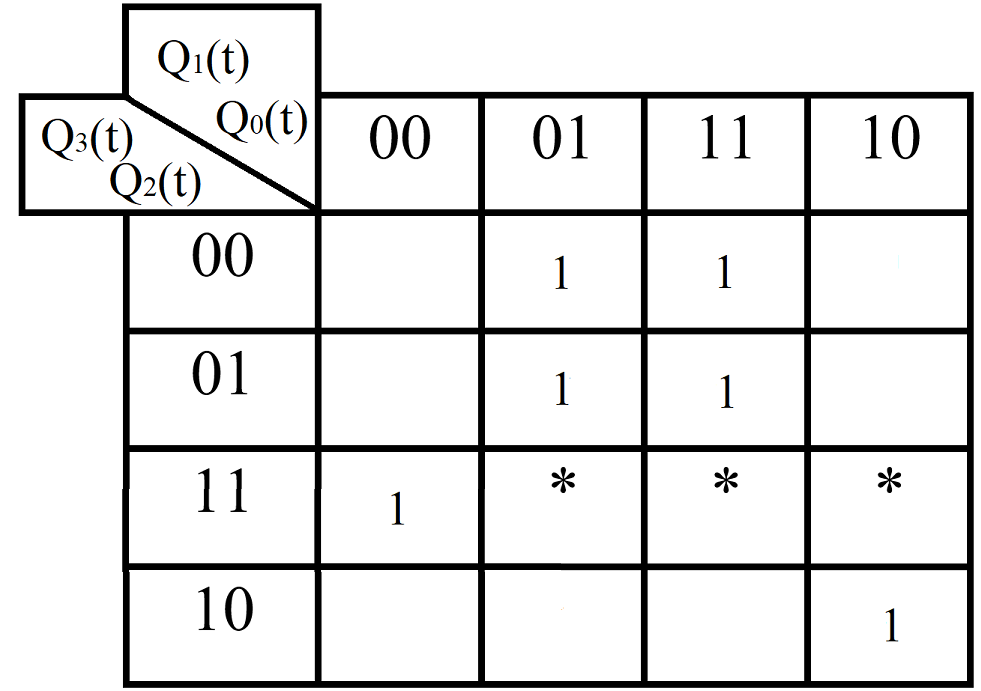 Q1(t)
Q0(t)
Q3(t)
Q2(t)
00 01 11 10
00 1 1
01 1 1
11 1 * * *
10 1